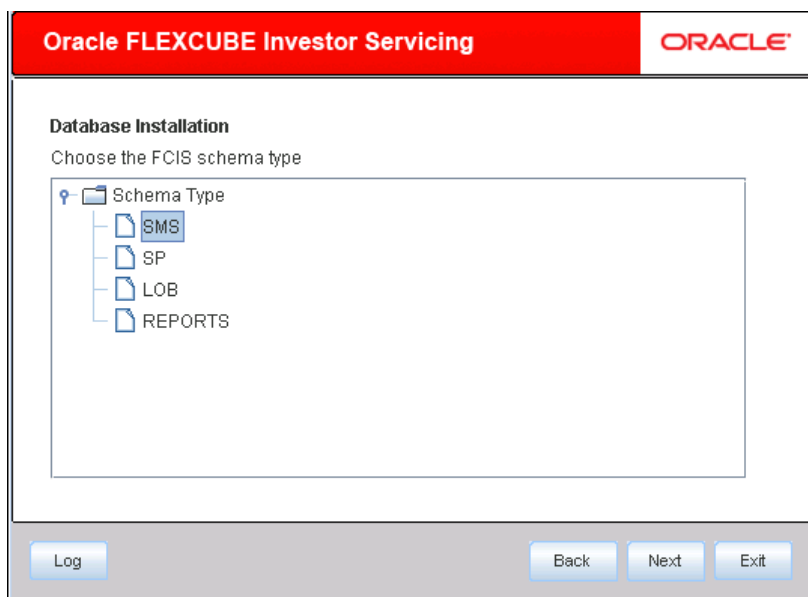 Oracle FLEXCUBE Investor Servicing
ORACLE
Database Installation
Choose the FCIS schema type
Schema Type
SMS
SP
LOB
REPORTS
Log
Back
Next
Exit